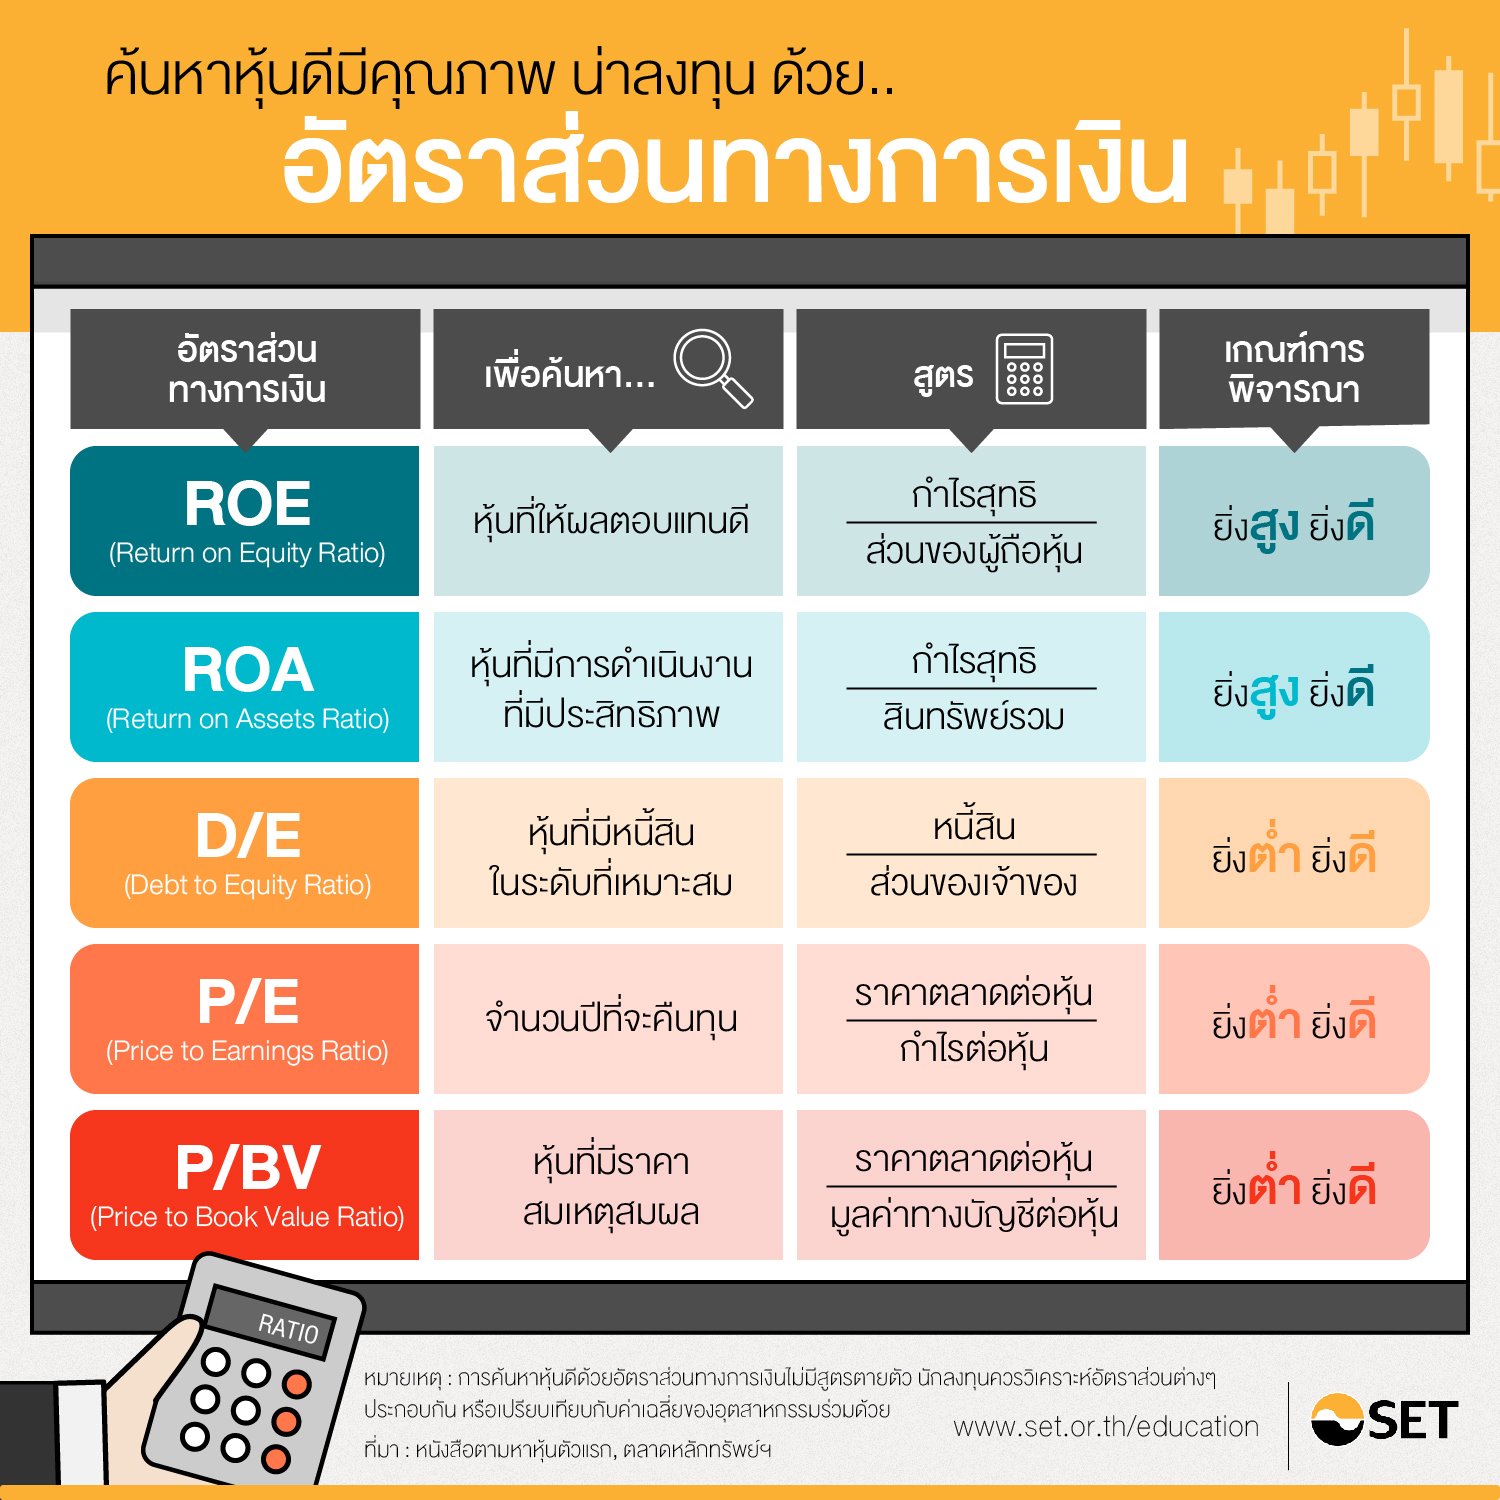 ค้นหาหุ้นดีมีคุณภาพ น่าลงทุน ด้วย..
อัตราส่วนทางการเงิน
อัตราส่วน
ทางการเงิน
เพื่อค้นหา...
สูตร
เกณฑ์การ
พิจารณา
ROE
(Return on Equity Ratio)
หุ้นที่ให้ผลตอบแทนดี
กำไรสุทธิ
ส่วนของผู้ถือหุ้น
ยิ่งสูง ยิ่งดี
ROA
(Return on Assets Ratio)
หุ้นที่มีการดำเนินงาน
ที่มีประสิทธิภาพ
กำไรสุทธิ
สินทรัพย์รวม
ยิ่งสูง ยิ่งดี
D/E
(Debt to Equity Ratio)
หุ้นที่มีหนี้สิน
ในระดับที่เหมาะสม
หนี้สิน
ส่วนของเจ้าของ
ยิ่งต่ำ ยิ่งดี
P/E
(Price to Earnings Ratio)
จำนวนปีที่จะคืนทุน
ราคาตลาดต่อหุ้น
กำไรต่อหุ้น
ยิ่งต่ำ ยิ่งดี
P/BV
(Price to Book Value Ratio)
หุ้นที่มีราคา
สมเหตุสมผล
ราคาตลาดต่อหุ้น
มูลค่าทางบัญชีต่อหุ้น
ยิ่งต่ำ ยิ่งดี
RATIO
หมายเหตุ : การค้นหาหุ้นดีด้วยอัตราส่วนทางการเงินไม่มีสูตรตายตัว นักลงทุนควรวิเคราะห์อัตราส่วนต่างๆ
ประกอบกัน หรือเปรียบเทียบกับค่าเฉลี่ยของอุตสาหกรรมร่วมด้วย
ที่มา : หนังสือตามหาหุ้นตัวแรก, ตลาดหลักทรัพย์ฯ
www.set.or.th/education
SET